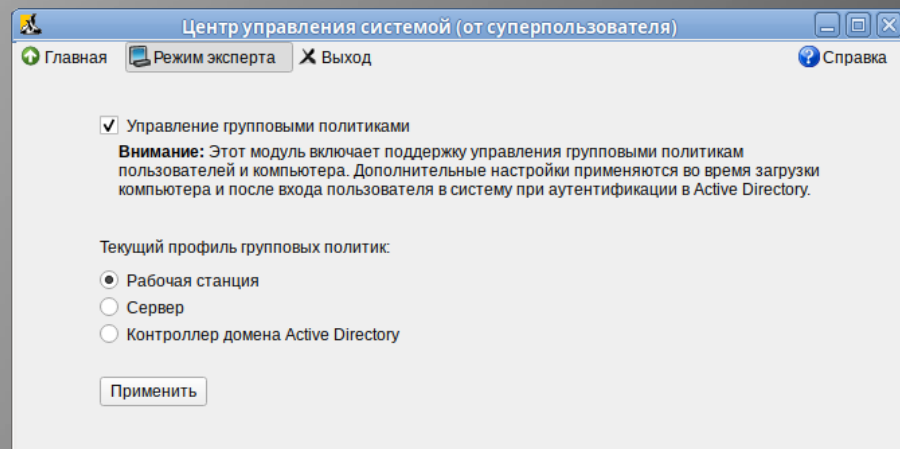 Центр управления системой (от суперпользователя)
Главная Режим эксперта Выход Справка
Управление групповыми политиками
Внимание: Этот модуль включает поддержку управления групповыми политикам
пользователей и компьютера. Дополнительные настройки применяются во время загрузки
компьютера и после входа пользователя в систему при аутентификации в Active Directory.
Текущий профиль групповых политик:
Рабочая станция
Сервер
Контроллер домена Active Directory
Применить